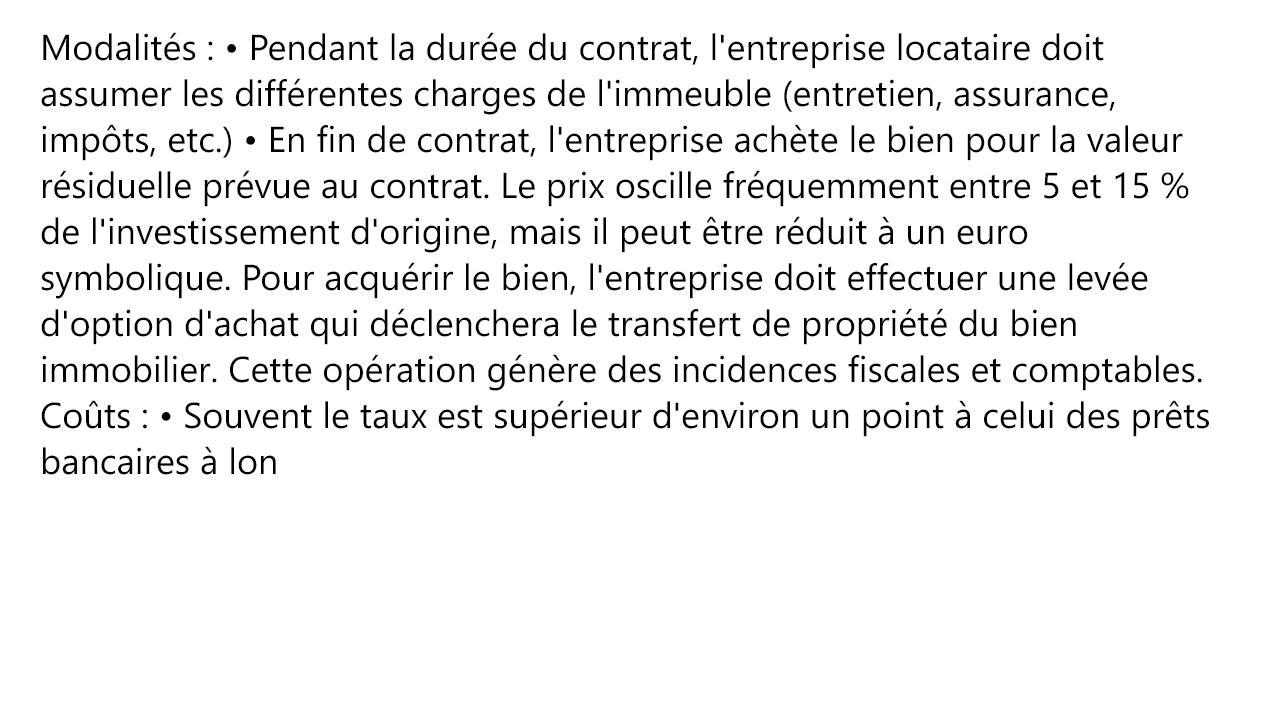 Modalités : • Pendant la durée du contrat, l'entreprise locataire doit
assumer les différentes charges de l'immeuble (entretien, assurance,
impôts, etc.) • En fin de contrat, l'entreprise achète le bien pour la valeur
résiduelle prévue au contrat. Le prix oscille fréquemment entre 5 et 15 %
de l'investissement d'origine, mais il peut être réduit à un euro
symbolique. Pour acquérir le bien, l'entreprise doit effectuer une levée
d'option d'achat qui déclenchera le transfert de propriété du bien
immobilier. Cette opération génère des incidences fiscales et comptables.
Coûts : • Souvent le taux est supérieur d'environ un point à celui des prêts
bancaires à lon